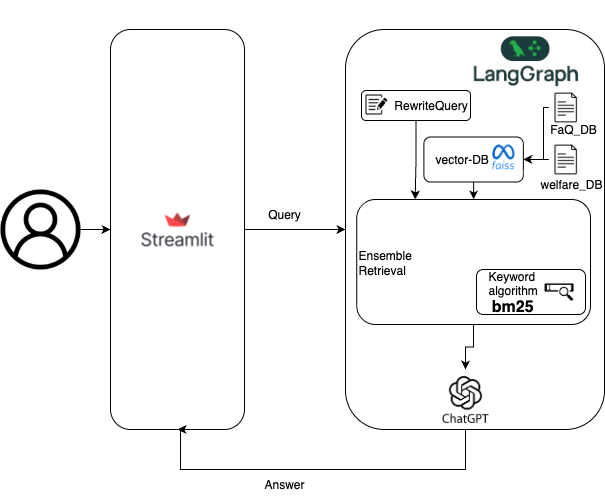 LangGraph
RewriteQuery
FaQ_DB
vector-DB
faiss
welfare_DB
Query
Streamlit
Ensemble
Retrieval
Keyword
algorithm
bm25
ChatGPT
Answer